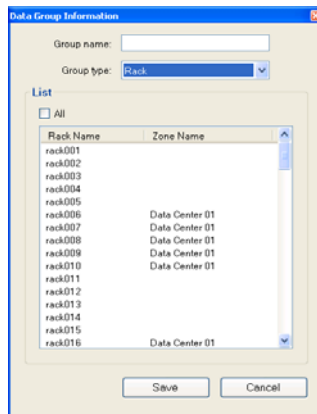 Data Group Information
Group name:
Group type: Rack
List
All
Rack Name Zone Name
rack001
rack002
rack003
rack004
rack005
rack006 Data Center 01
rack007 Data Center 01
rack008 Data Center 01
rack009 Data Center 01
rack010 Data Center 01
rack011
rack012
rack013
rack014
rack015
rack016 Data Center 01
Save Cancel